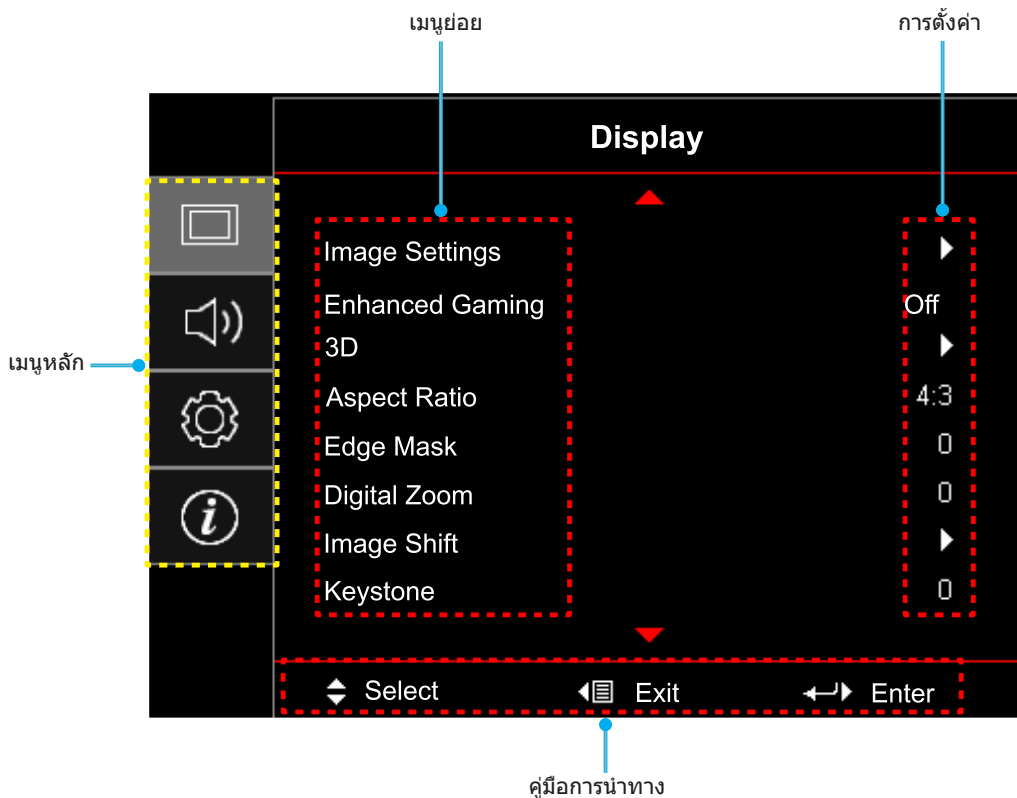 เมนูย่อย
การตั้งค่า
Display
Image Settings
Enhanced Gaming Off
3D
เมนูหลัก
Aspect Ratio 4:3
Edge Mask 0
Digital Zoom 0
Image Shift
Keystone 0
Select Exit Enter
คู่มือการนำทาง